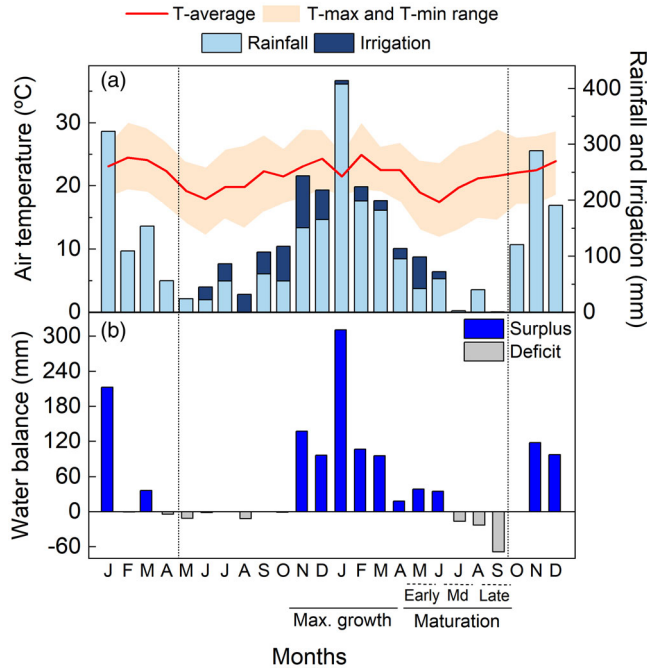 T-average T-max and T-min range
Rainfall Irrigation
(a)
Air temperature (ºC)
30
20
10
0
Rainfall and Irrigation (mm)
400
300
200
100
0
(b)
Surplus
Deficit
Water balance (mm)
300
240
180
120
60
0
-60
J F M A M J J A S O N D J F M A M J J A S O N D
Early Md Late
Max. growth Maturation
Months